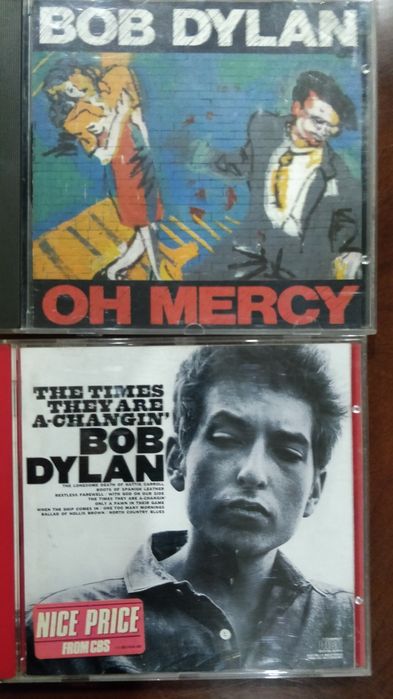 BOB DYLAN
OH MERCY
THE TIMES
THEY ARE
A-CHANGIN'
BOB
DYLAN
THE LONESOME DEATH OF HATTIE CARROLL
BOOTS OF SPANISH LEATHER
RESTLESS FAREWELL / WITH GOD ON OUR SIDE
THE TIMES THEY ARE A-CHANGIN
ONLY A PAWN IN THEIR GAME
WHEN THE SHIP COMES IN / ONE TOO MANY MORNINGS
BALLAD OF HOLLIS BROWN / NORTH COUNTRY BLUES
NICE PRICE
FROM CBS